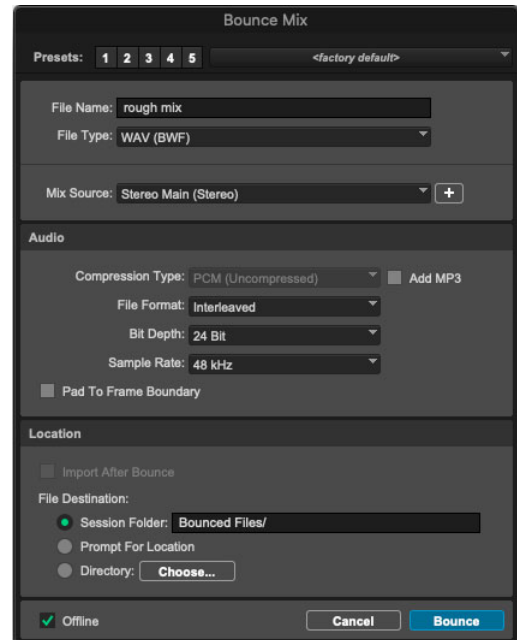 Bounce Mix
Presets: 1 2 3 4 5 <factory default>
File Name: rough mix
File Type: WAV (BWF)
Mix Source: Stereo Main (Stereo) +
Audio
Compression Type: PCM (Uncompressed) Add MP3
File Format: Interleaved
Bit Depth: 24 Bit
Sample Rate: 48 kHz
Pad To Frame Boundary
Location
Import After Bounce
File Destination:
Session Folder: Bounced Files/
Prompt For Location
Directory: Choose...
Offline Cancel Bounce